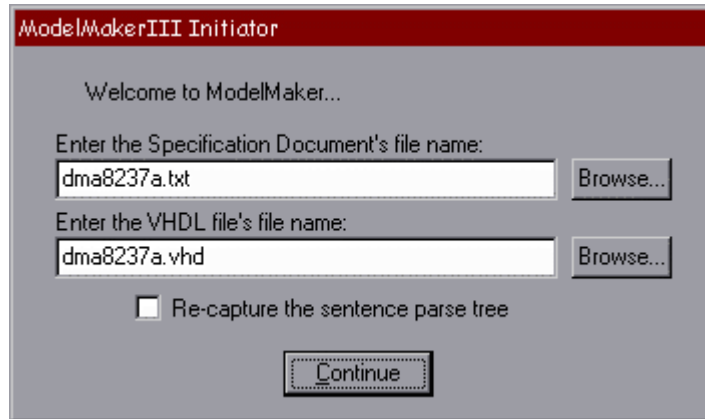 ModelMakerIII Initiator
Welcome to ModelMaker...
Enter the Specification Document's file name:
dma8237a.txt Browse...
Enter the VHDL file's file name:
dma8237a.vhd Browse...
Re-capture the sentence parse tree
Continue